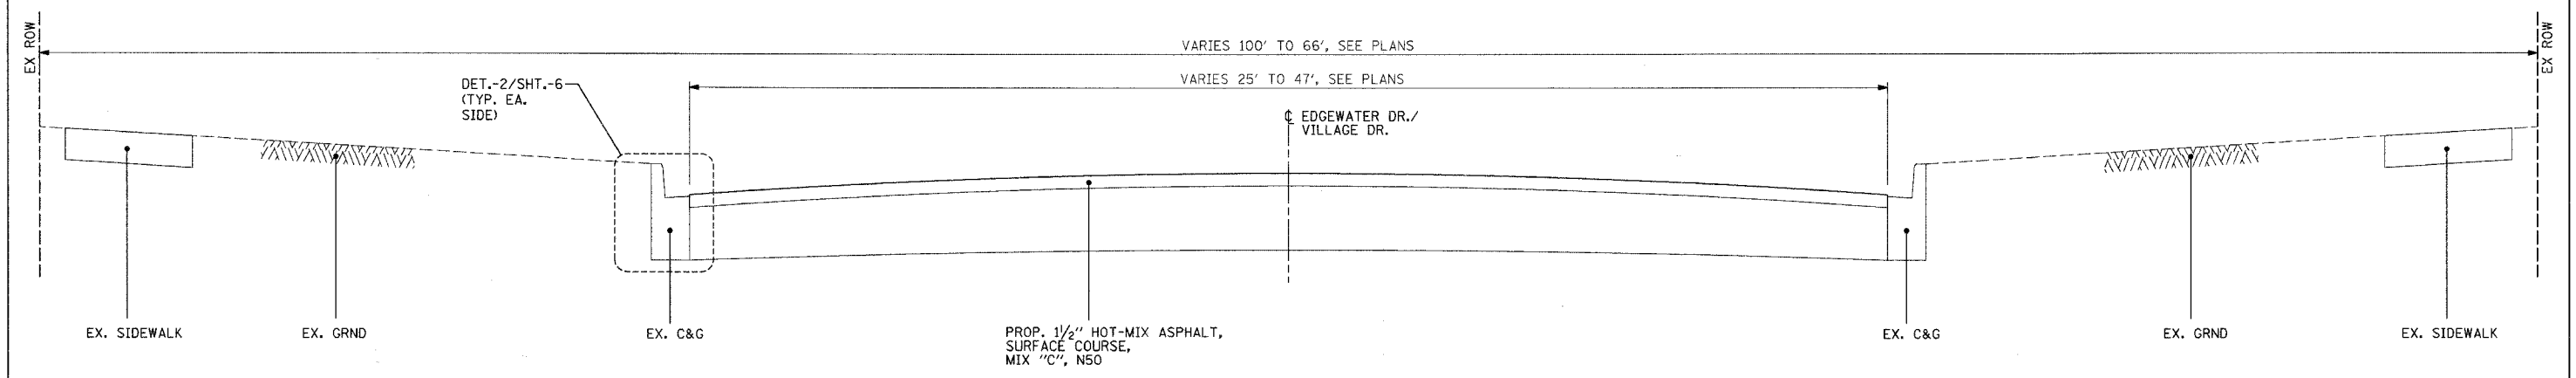 EX ROW
VARIES 100' TO 66', SEE PLANS
EX ROW
DET.-2/SHT.-6
(TYP. EA.
SIDE)
VARIES 25' TO 47', SEE PLANS
℄ EDGEWATER DR./
VILLAGE DR.
EX. SIDEWALK
EX. GRND
EX. C&G
PROP. 1½" HOT-MIX ASPHALT,
SURFACE COURSE,
MIX "C", N50
EX. C&G
EX. GRND
EX. SIDEWALK